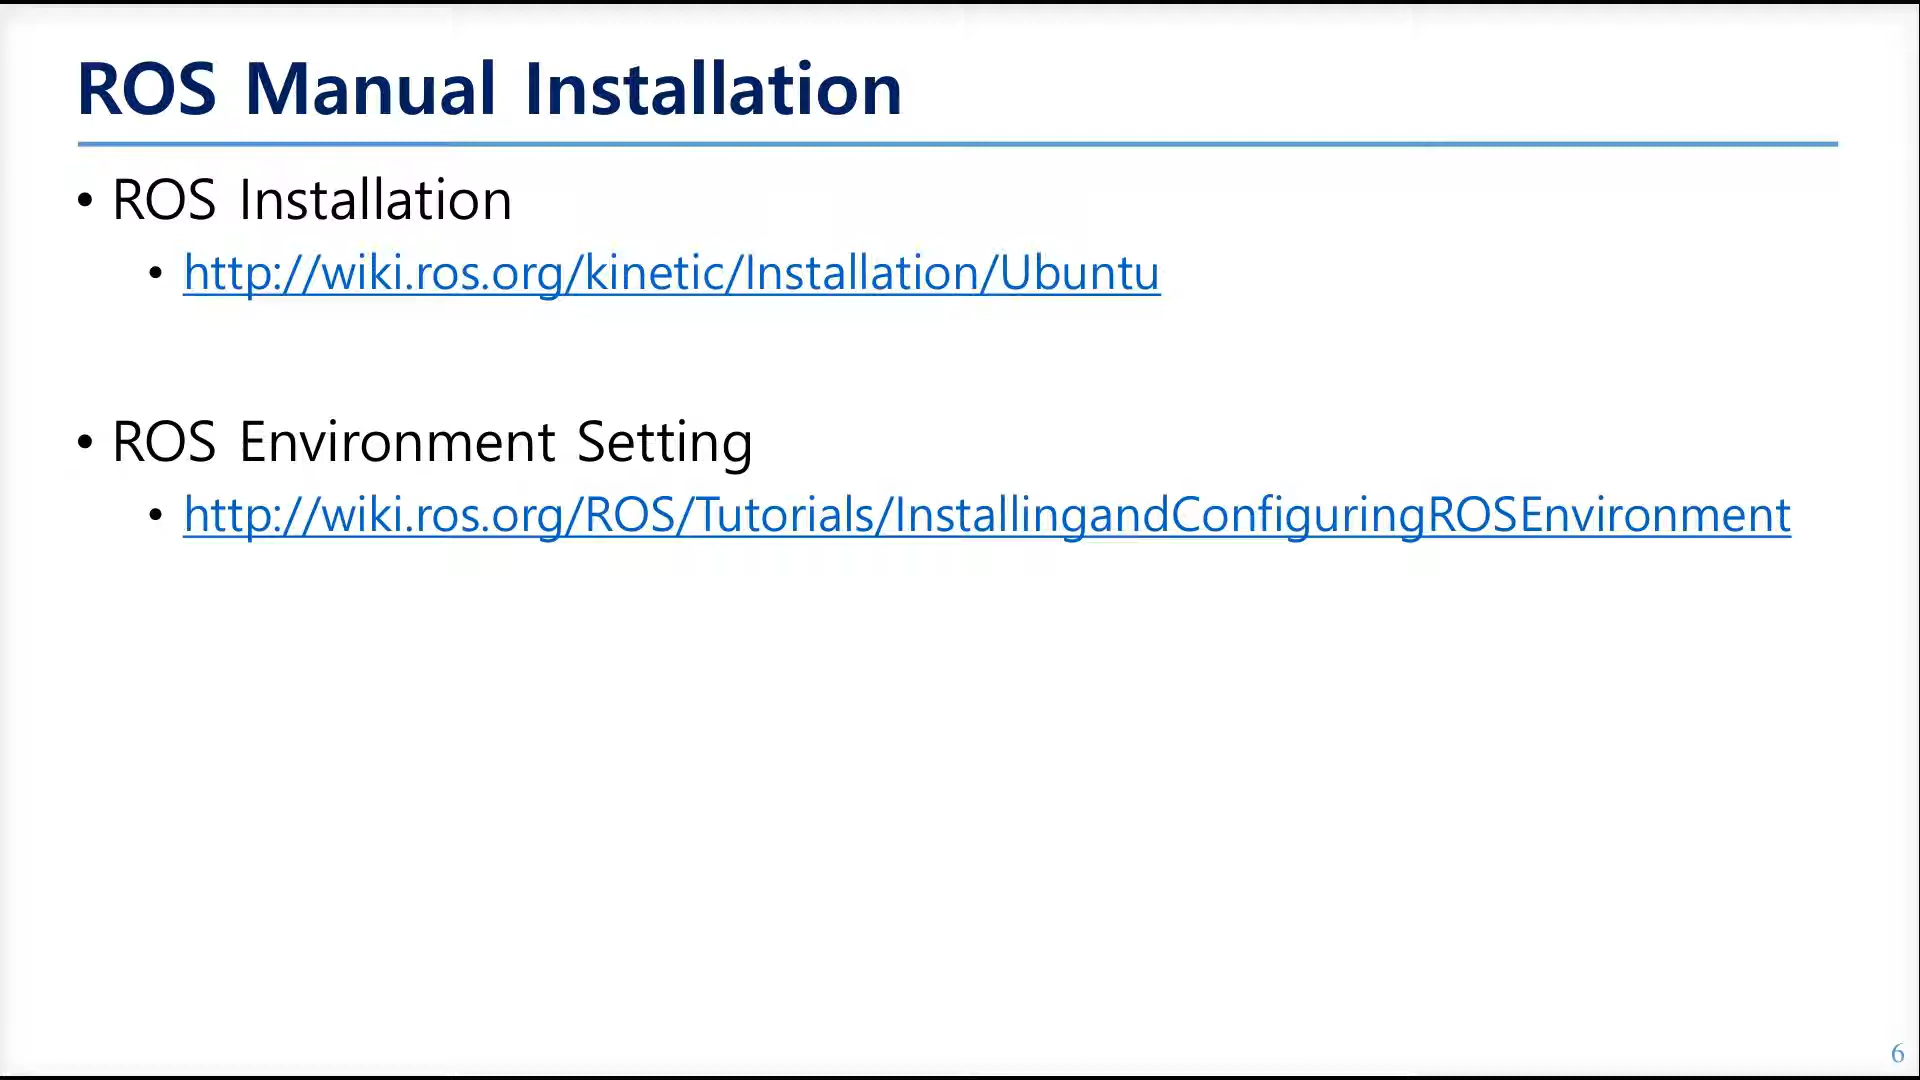 ROS Manual Installation
• ROS Installation
• http://wiki.ros.org/kinetic/Installation/Ubuntu
• ROS Environment Setting
• http://wiki.ros.org/ROS/Tutorials/InstallingandConfiguringROSEnvironment
6